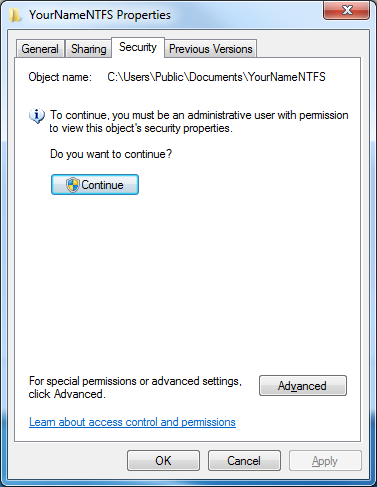 YourNameNTFS Properties
General Sharing Security Previous Versions
Object name: C:\Users\Public\Documents\YourNameNTFS
To continue, you must be an administrative user with permission
to view this object's security properties.
Do you want to continue?
Continue
For special permissions or advanced settings,
click Advanced.
Advanced
Learn about access control and permissions
OK Cancel Apply